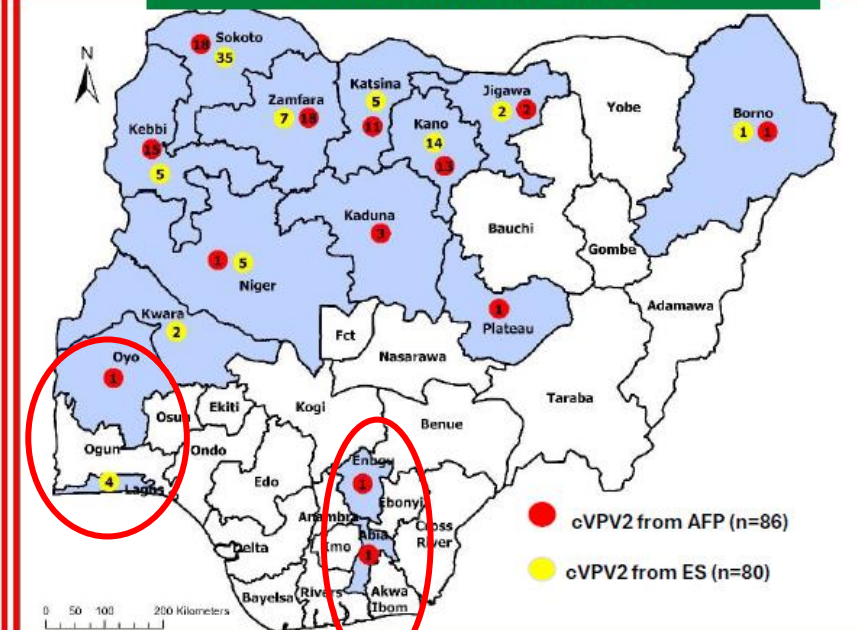 Sokoto
18
35
N
Katsina
5
11
Zamfara
7 18
Jigawa
2 2
Yobe
Borno
1 1
Kano
14
13
Kebbi
15
5
Kaduna
3
Bauchi
Gombe
1 5
Niger
Adamawa
1
Plateau
Kwara
2
Fct
Nasarawa
Oyo
1
Taraba
Osun
Ekiti
Kogi
Benue
Ogun
Ondo
Enugu
1
Edo
4
Lagos
Ebonyi
Anambra
Cross
River
Abia
1
Imo
Delta
Bayelsa
Rivers
Akwa
Ibom
cVPV2 from AFP (n=86)
cVPV2 from ES (n=80)
0 50 100 200 Kilometers